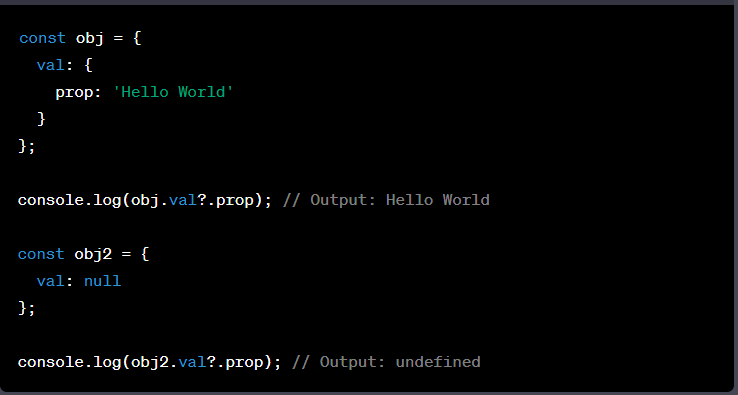 const obj = {
  val: {
    prop: 'Hello World'
  }
};

console.log(obj.val?.prop); // Output: Hello World

const obj2 = {
  val: null
};

console.log(obj2.val?.prop); // Output: undefined